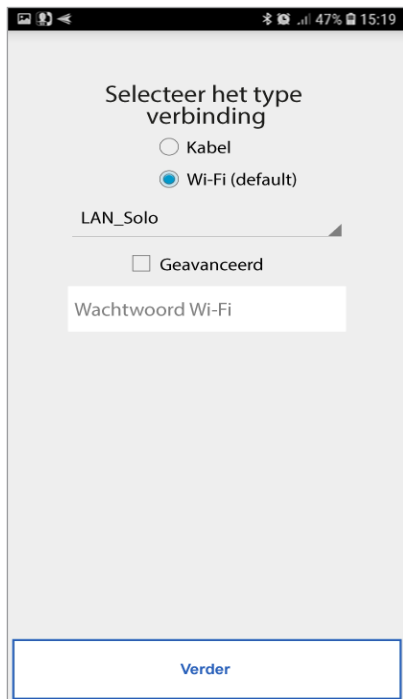 47% 15:19
Selecteer het type
verbinding
Kabel
Wi-Fi (default)
LAN_Solo
Geavanceerd
Wachtwoord Wi-Fi
Verder